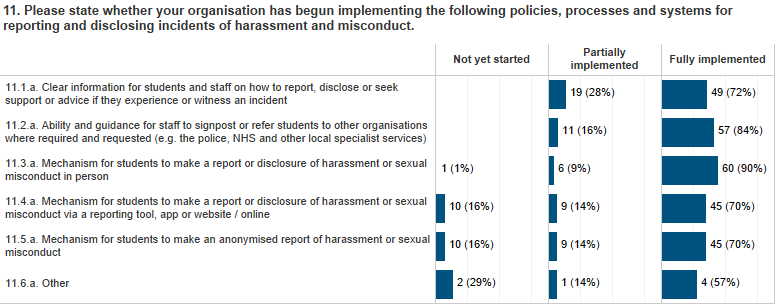 11. Please state whether your organisation has begun implementing the following policies, processes and systems for
reporting and disclosing incidents of harassment and misconduct.
Not yet started
Partially
implemented
Fully implemented
11.1.a. Clear information for students and staff on how to report, disclose or seek
support or advice if they experience or witness an incident
19 (28%)
49 (72%)
11.2.a. Ability and guidance for staff to signpost or refer students to other organisations
where required and requested (e.g. the police, NHS and other local specialist services)
11 (16%)
57 (84%)
11.3.a. Mechanism for students to make a report or disclosure of harassment or sexual
misconduct in person
1 (1%)
6 (9%)
60 (90%)
11.4.a. Mechanism for students to make a report or disclosure of harassment or sexual
misconduct via a reporting tool, app or website / online
10 (16%)
9 (14%)
45 (70%)
11.5.a. Mechanism for students to make an anonymised report of harassment or sexual
misconduct
10 (16%)
9 (14%)
45 (70%)
11.6.a. Other
2 (29%)
1 (14%)
4 (57%)